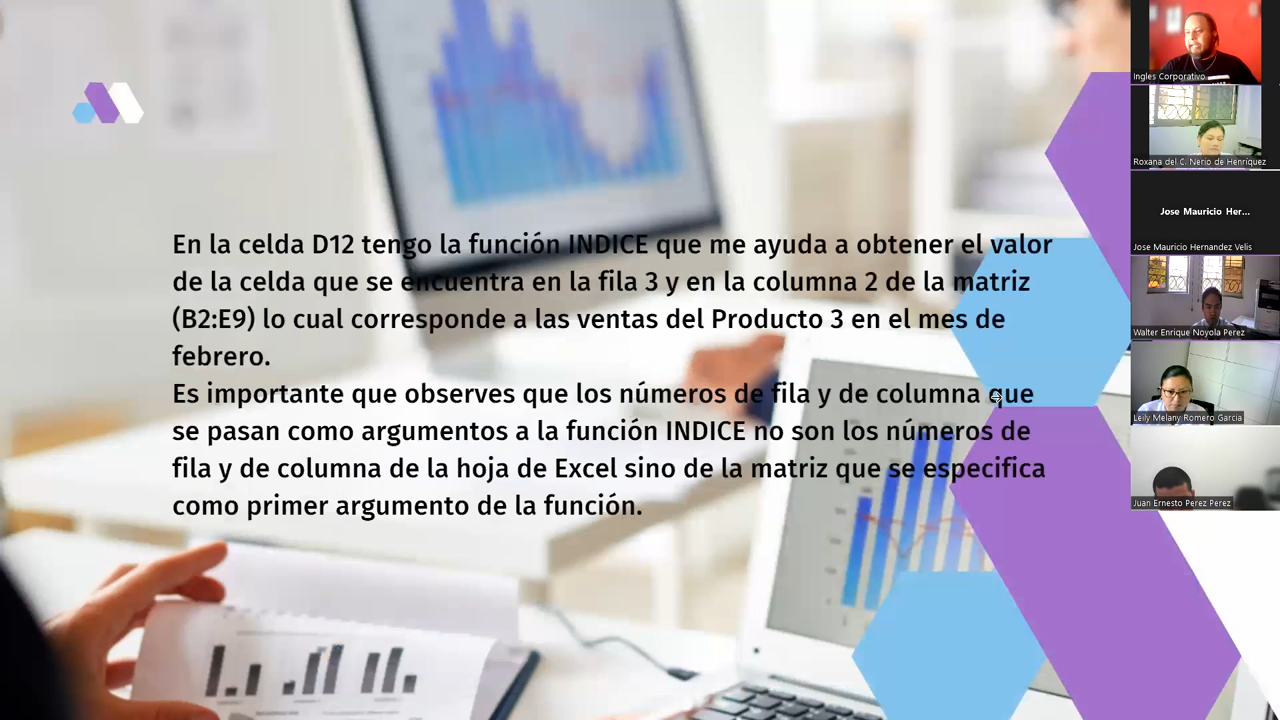 En la celda D12 tengo la función INDICE que me ayuda a obtener el valor
de la celda que se encuentra en la fila 3 y en la columna 2 de la matriz
(B2:E9) lo cual corresponde a las ventas del Producto 3 en el mes de
febrero.
Es importante que observes que los números de fila y de columna que
se pasan como argumentos a la función INDICE no son los números de
fila y de columna de la hoja de Excel sino de la matriz que se especifica
como primer argumento de la función.
Ingles Corporativo
Roxana del C. Nerio de Henriquez
Jose Mauricio Her...
Jose Mauricio Hernandez Velis
Walter Enrique Noyola Perez
Leily Melany Romero Garcia
Juan Ernesto Perez Perez